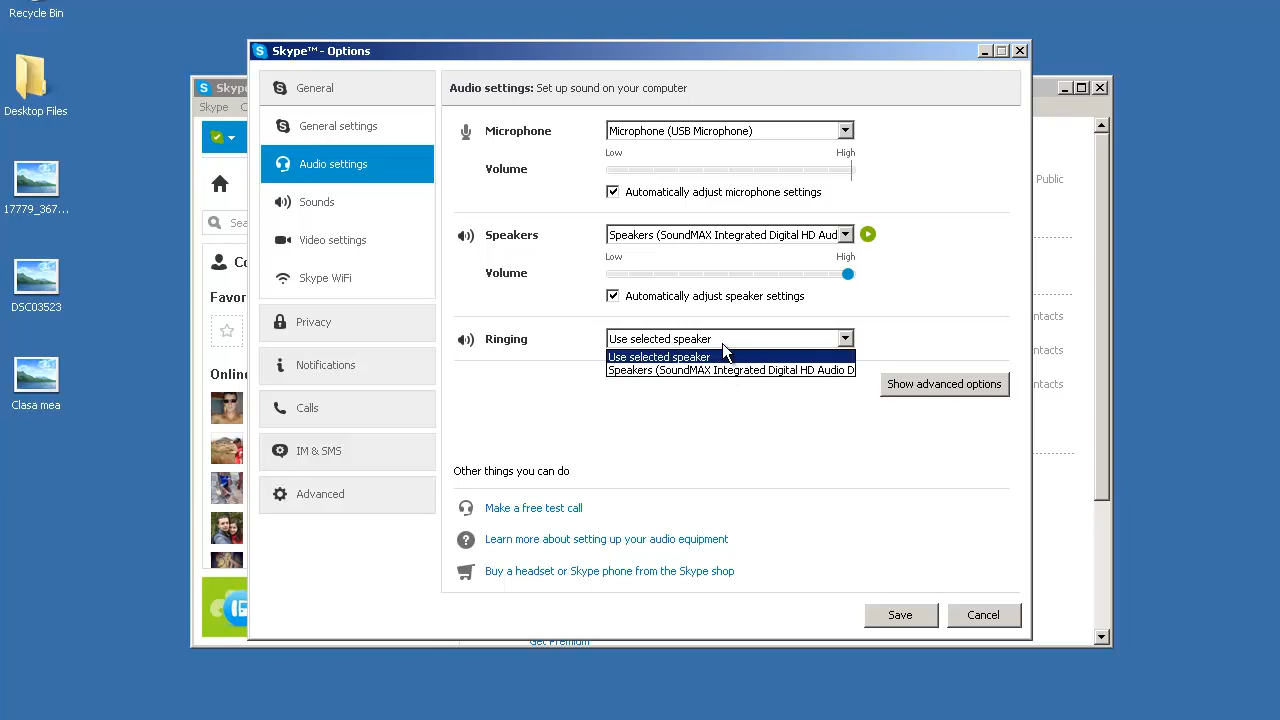 Recycle Bin
Desktop Files
17779_367...
DSC03523
Clasa mea
Skype™ - Options
Skype
Skype
Sea
Favor
Online
Public
ontacts
ontacts
ontacts
Get Premium
General
General settings
Audio settings
Sounds
Video settings
Skype WiFi
Privacy
Notifications
Calls
IM & SMS
Advanced
Audio settings: Set up sound on your computer
Microphone
Microphone (USB Microphone)
Low High
Volume
Automatically adjust microphone settings
Speakers
Speakers (SoundMAX Integrated Digital HD Aud
Low High
Volume
Automatically adjust speaker settings
Ringing
Use selected speaker
Use selected speaker
Speakers (SoundMAX Integrated Digital HD Audio D
Show advanced options
Other things you can do
Make a free test call
Learn more about setting up your audio equipment
Buy a headset or Skype phone from the Skype shop
Save Cancel